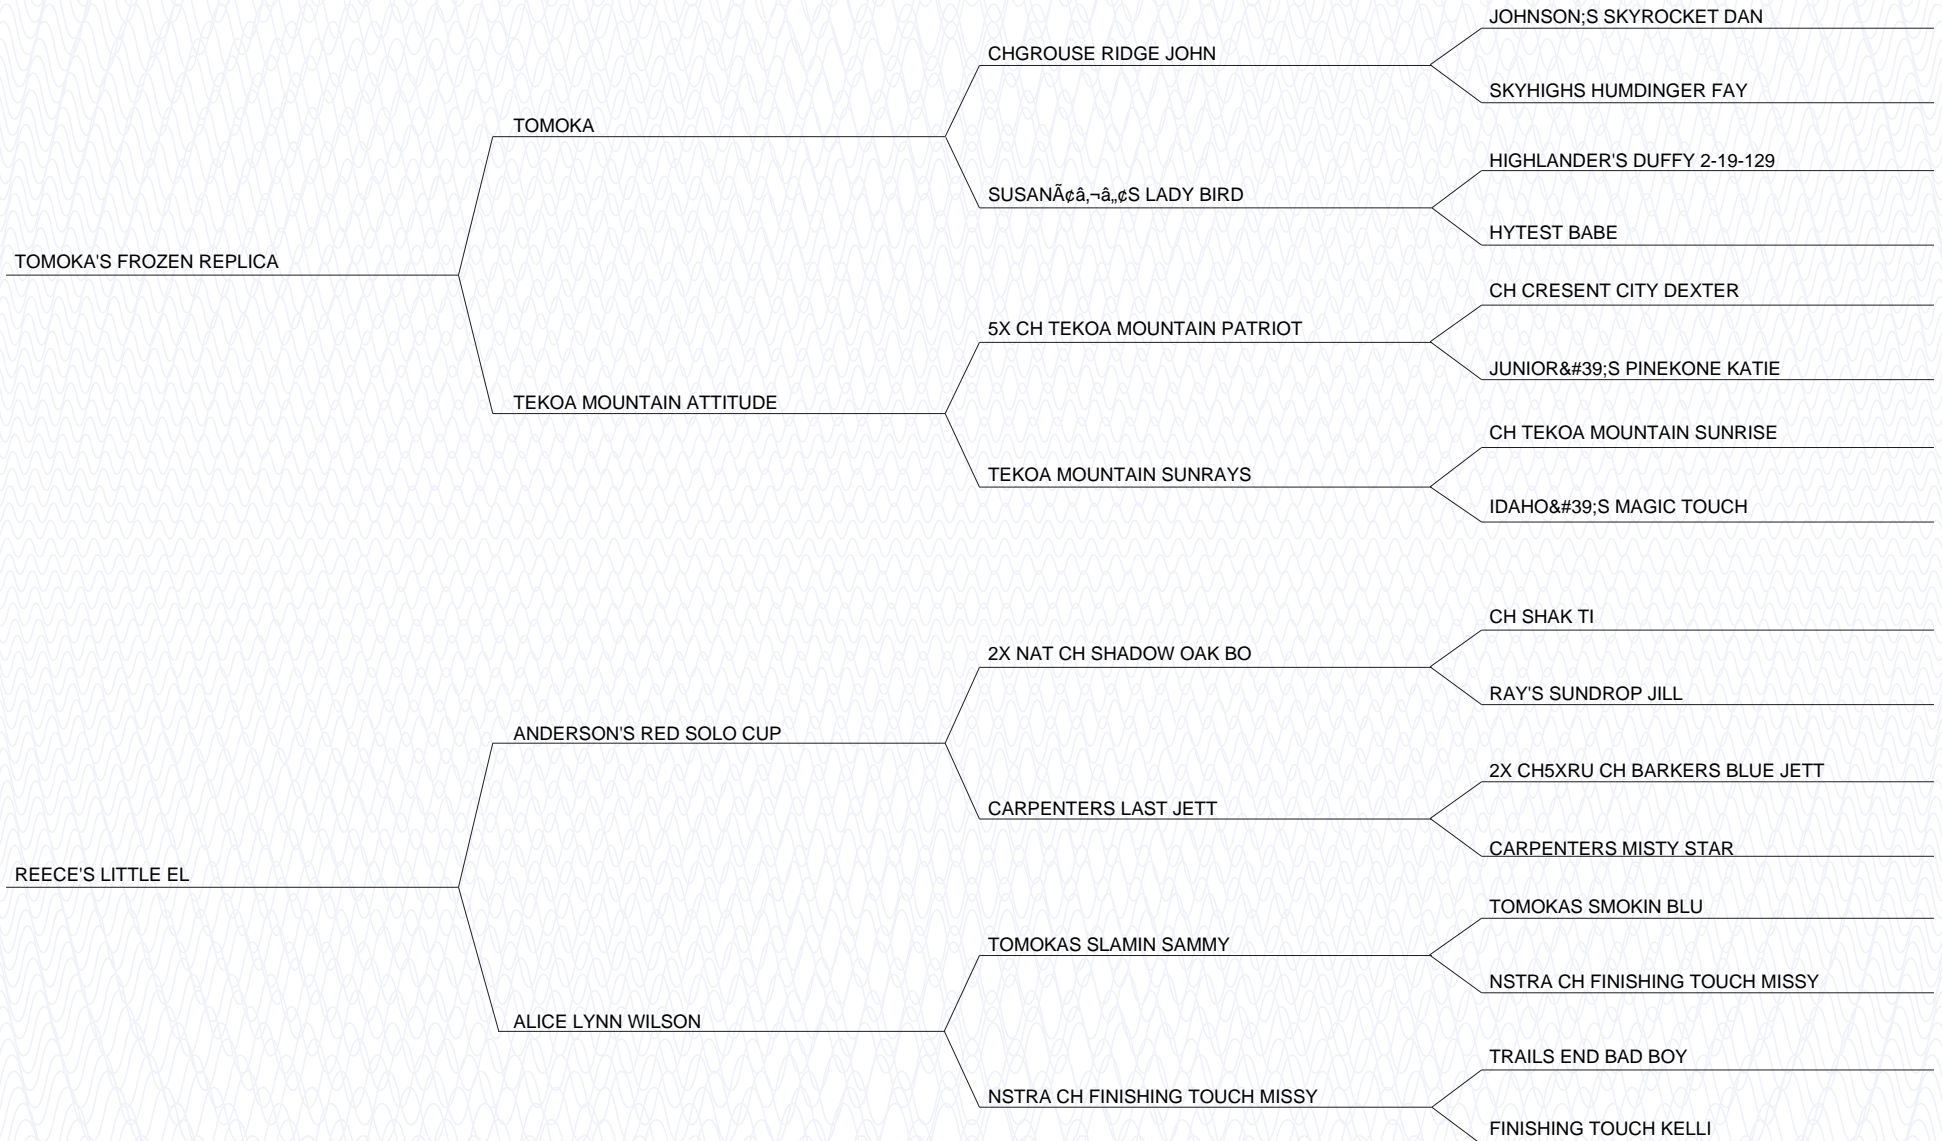 JOHNSON;S SKYROCKET DAN
CHGROUSE RIDGE JOHN
SKYHIGHS HUMDINGER FAY
TOMOKA
HIGHLANDER'S DUFFY 2-19-129
SUSANÃ¢â‚¬â„¢S LADY BIRD
HYTEST BABE
TOMOKA'S FROZEN REPLICA
CH CRESENT CITY DEXTER
5X CH TEKOA MOUNTAIN PATRIOT
JUNIOR&#39;S PINEKONE KATIE
TEKOA MOUNTAIN ATTITUDE
CH TEKOA MOUNTAIN SUNRISE
TEKOA MOUNTAIN SUNRAYS
IDAHO&#39;S MAGIC TOUCH
CH SHAK TI
2X NAT CH SHADOW OAK BO
RAY'S SUNDROP JILL
ANDERSON'S RED SOLO CUP
2X CH5XRU CH BARKERS BLUE JETT
CARPENTERS LAST JETT
CARPENTERS MISTY STAR
REECE'S LITTLE EL
TOMOKAS SMOKIN BLU
TOMOKAS SLAMIN SAMMY
NSTRA CH FINISHING TOUCH MISSY
ALICE LYNN WILSON
TRAILS END BAD BOY
NSTRA CH FINISHING TOUCH MISSY
FINISHING TOUCH KELLI